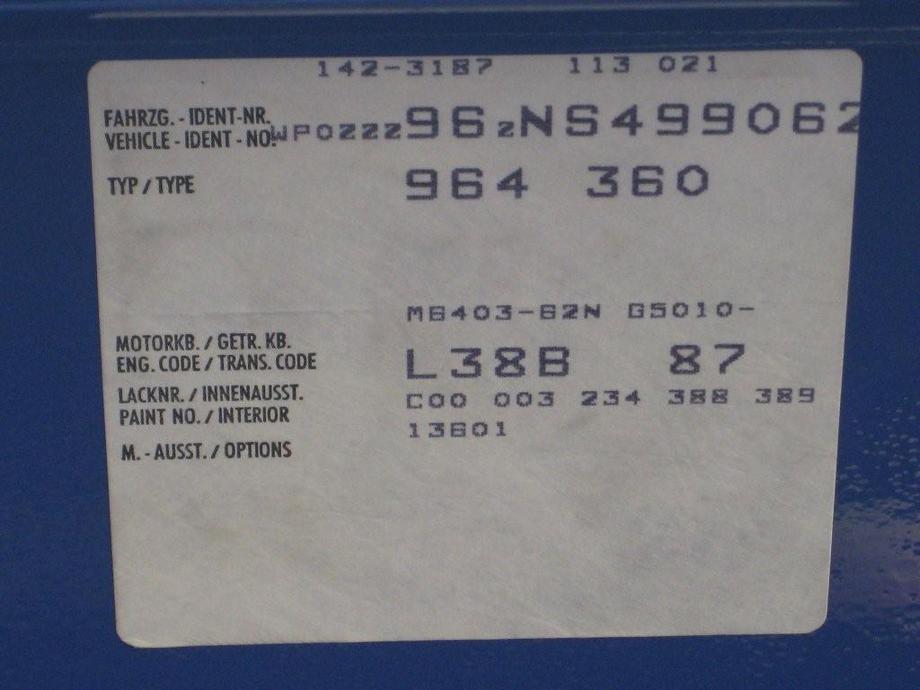 142-3187 113 021
FAHRZG. - IDENT-NR.
VEHICLE - IDENT - NO. WP0ZZZ96ZNS499062
TYP / TYPE 964 360
M6403-62N G5010-
MOTORKB. / GETR. KB.
ENG. CODE / TRANS. CODE L38B 87
LACKNR. / INNENAUSST. C00 003 234 388 389
PAINT NO. / INTERIOR 13601
M. - AUSST. / OPTIONS